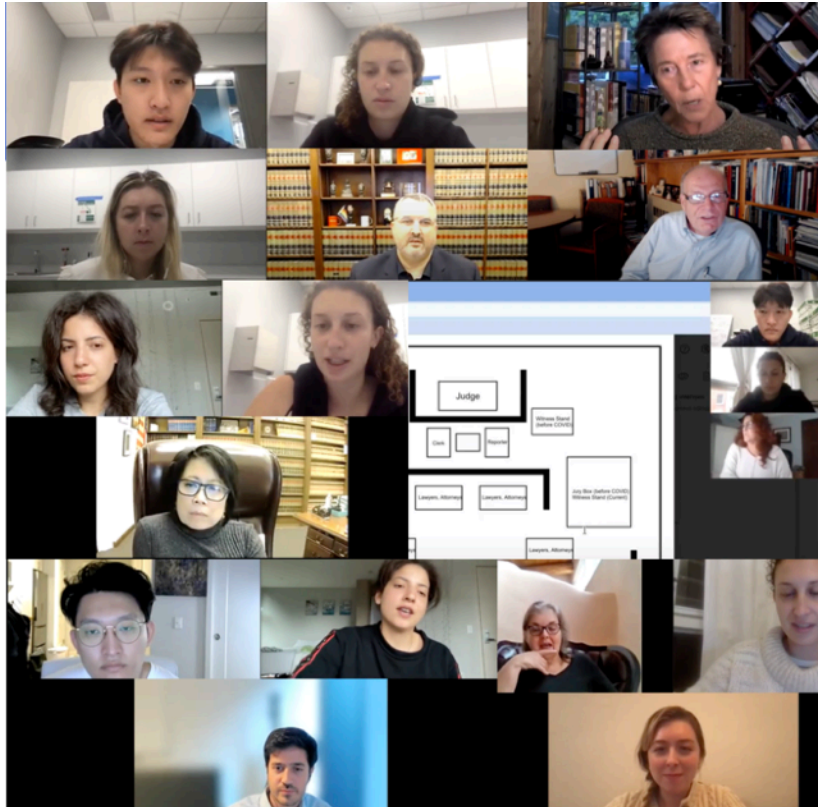 Judge
Witness Stand
(before COVID)
Clerk
Reporter
Jury Box (before COVID)
Witness Stand (Current)
Lawyers, Attorneys
Lawyers, Attorneys
Lawyers, Attorneys